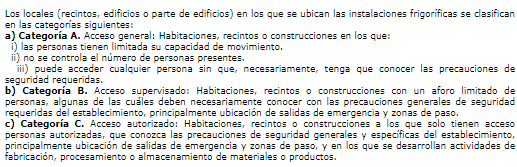 Los locales (recintos, edificios o parte de edificios) en los que se ubican las instalaciones frigoríficas se clasifican
en las categorías siguientes:
a) Categoría A. Acceso general: Habitaciones, recintos o construcciones en los que:
i) las personas tienen limitada su capacidad de movimiento.
ii) no se controla el número de personas presentes.
iii) puede acceder cualquier persona sin que, necesariamente, tenga que conocer las precauciones de
seguridad requeridas.
b) Categoría B. Acceso supervisado: Habitaciones, recintos o construcciones con un aforo limitado de
personas, algunas de las cuáles deben necesariamente conocer con las precauciones generales de seguridad
requeridas del establecimiento, principalmente ubicación de salidas de emergencia y zonas de paso.
c) Categoría C. Acceso autorizado: Habitaciones, recintos o construcciones a los que solo tienen acceso
personas autorizadas, que conozca las precauciones de seguridad generales y específicas del establecimiento,
principalmente ubicación de salidas de emergencia y zonas de paso, y en los que se desarrollan actividades de
fabricación, procesamiento o almacenamiento de materiales o productos.